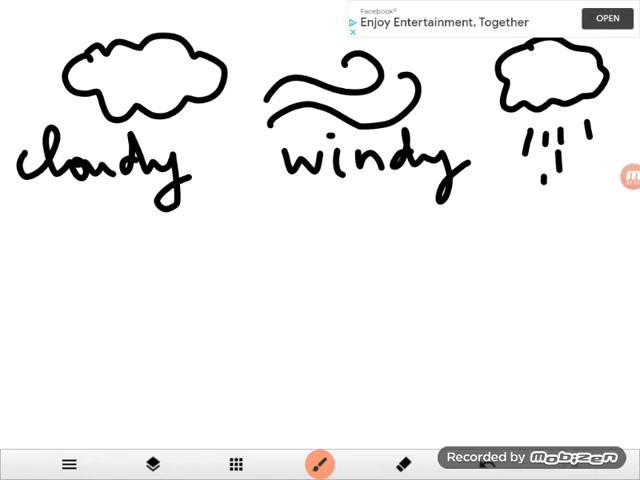 Facebook®
Enjoy Entertainment, Together
OPEN
cloudy
windy
Recorded by mobizen